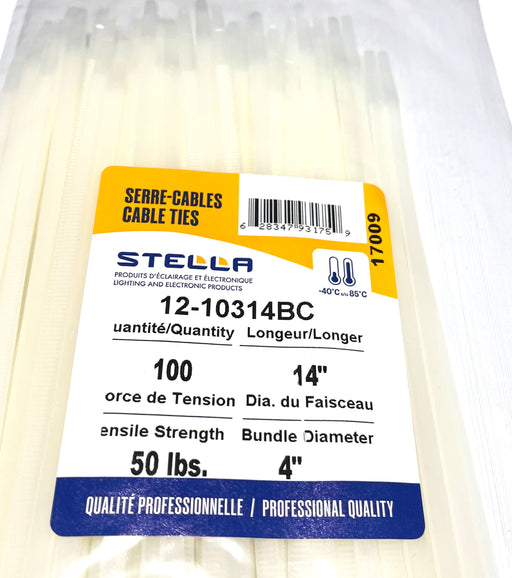 SERRE-CABLES
CABLE TIES
6 28347 93175 9
17009
STELLA
PRODUITS D'ÉCLAIRAGE ET ÉLECTRONIQUE
LIGHTING AND ELECTRONIC PRODUCTS
-40°C à/to 85°C
12-10314BC
uantité/Quantity Longeur/Longer
100 14"
orce de Tension Dia. du Faisceau
ensile Strength Bundle Diameter
50 lbs. 4"
QUALITÉ PROFESSIONNELLE / PROFESSIONAL QUALITY